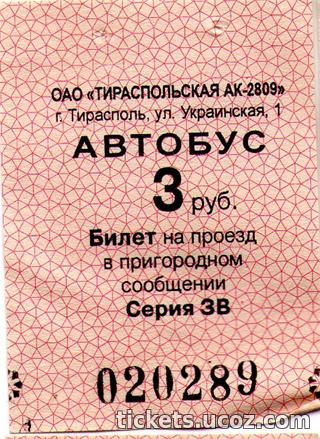 ОАО «ТИРАСПОЛЬСКАЯ АК-2809»
г. Тирасполь, ул. Украинская, 1
АВТОБУС
3 руб.
Билет на проезд
в пригородном
сообщении
Серия ЗВ
020289
tickets.ucoz.com